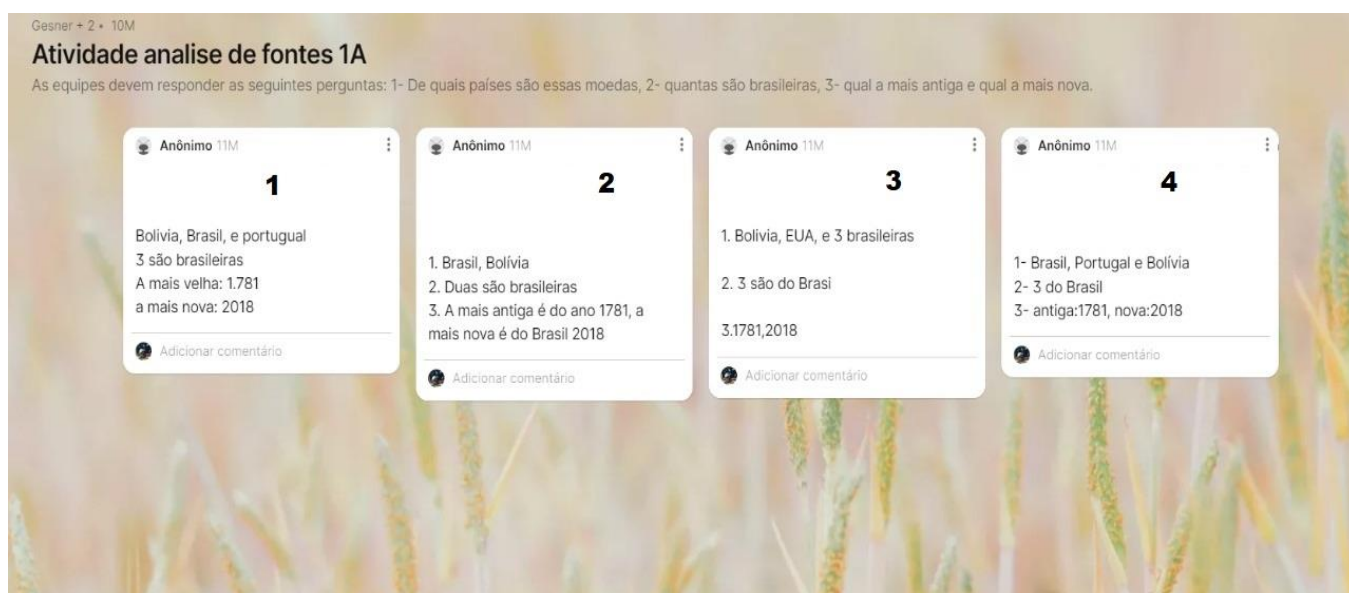 Gesner + 2 • 10M
Atividade analise de fontes 1A
As equipes devem responder as seguintes perguntas: 1- De quais países são essas moedas, 2- quantas são brasileiras, 3- qual a mais antiga e qual a mais nova.
Anônimo 11M
1
Bolivia, Brasil, e portugual
3 são brasileiras
A mais velha: 1.781
a mais nova: 2018
Adicionar comentário
Anônimo 11M
2
1. Brasil, Bolívia
2. Duas são brasileiras
3. A mais antiga é do ano 1781, a
mais nova é do Brasil 2018
Adicionar comentário
Anônimo 11M
3
1. Bolivia, EUA, e 3 brasileiras
2. 3 são do Brasi
3.1781,2018
Adicionar comentário
Anônimo 11M
4
1- Brasil, Portugal e Bolívia
2- 3 do Brasil
3- antiga:1781, nova:2018
Adicionar comentário